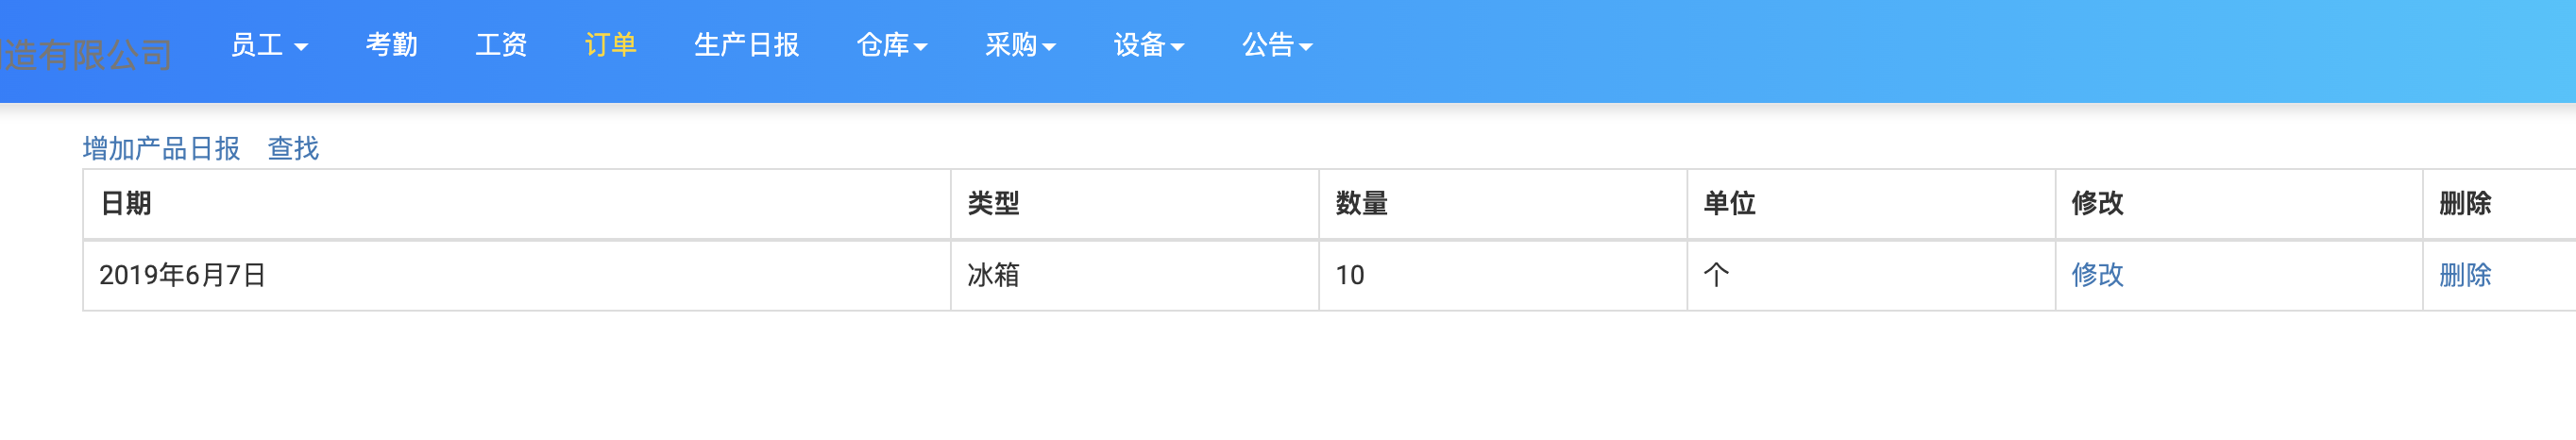 造有限公司 员工 考勤 工资 订单 生产日报 仓库 采购 设备 公告
增加产品日报 查找
日期 类型 数量 单位 修改 删除
2019年6月7日 冰箱 10 个 修改 删除